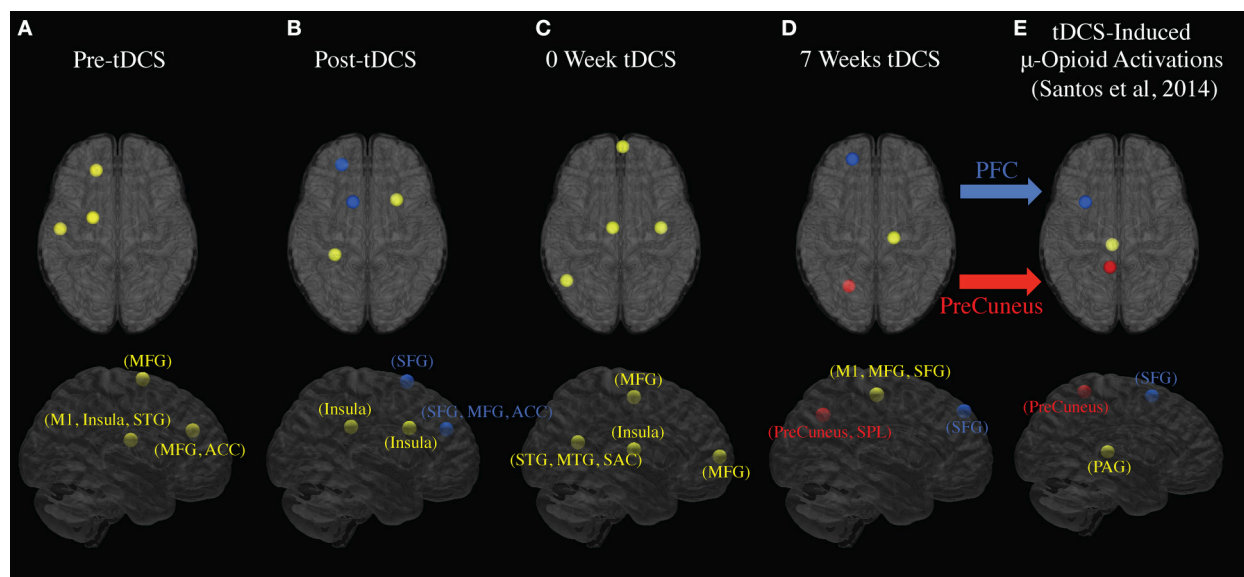 A
Pre-tDCS
B
Post-tDCS
C
0 Week tDCS
D
7 Weeks tDCS
E
tDCS-Induced
μ-Opioid Activations
(Santos et al, 2014)
PFC
PreCuneus
(MFG)
(M1, Insula, STG)
(MFG, ACC)
(SFG)
(Insula)
(SFG, MFG, ACC)
(Insula)
(MFG)
(Insula)
(STG, MTG, SAC)
(MFG)
(M1, MFG, SFG)
(PreCuneus, SPL)
(SFG)
(SFG)
(PreCuneus)
(PAG)